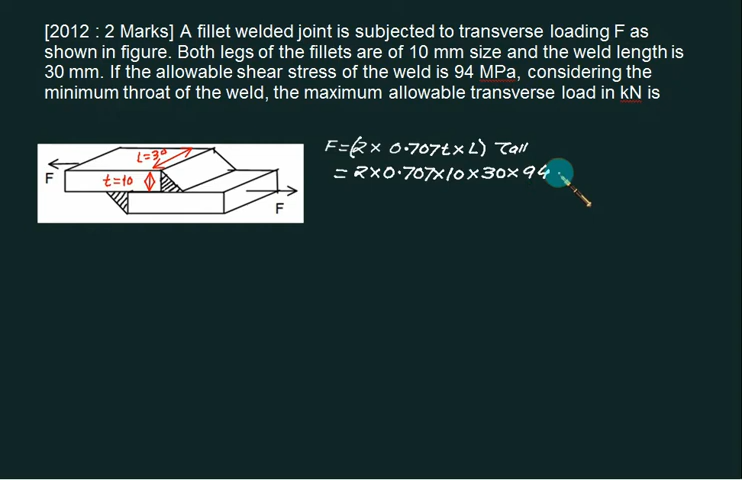 [2012 : 2 Marks] A fillet welded joint is subjected to transverse loading F as
shown in figure. Both legs of the fillets are of 10 mm size and the weld length is
30 mm. If the allowable shear stress of the weld is 94 MPa, considering the
minimum throat of the weld, the maximum allowable transverse load in kN is
L=30
F
t=10
F
F=(2× 0.707t×L) τall
= 2×0.707×10×30×94